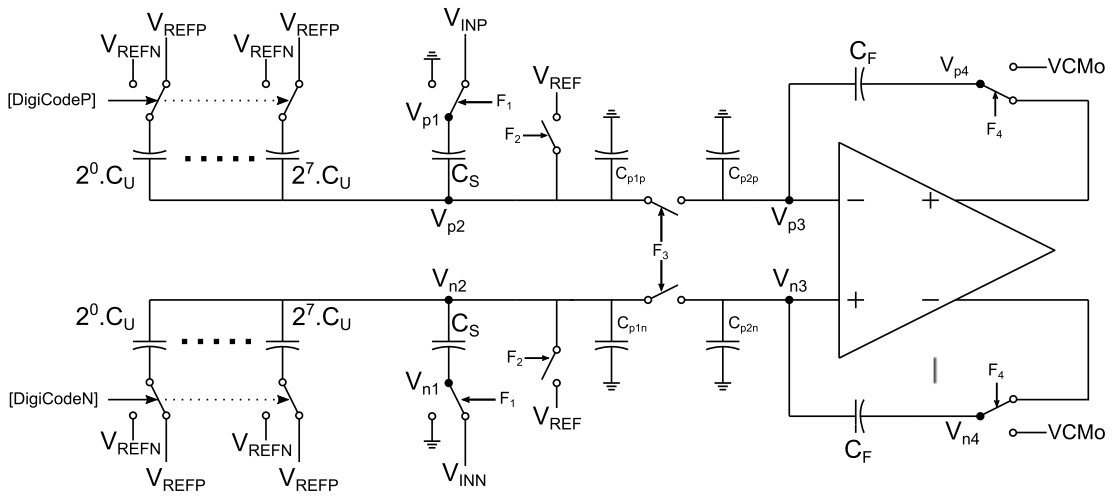 V_REFP V_REFP V_INP
V_REFN V_REFN
C_F V_p4 VCMo
V_REF
[DigiCodeP] F_1
V_p1 F_2 F_4
2^0.C_U 2^7.C_U C_S C_p1p C_p2p
− +
V_p2 V_p3
F_3
V_n2 V_n3
+ −
2^0.C_U 2^7.C_U C_S C_p1n C_p2n
F_2
V_n1 F_4
[DigiCodeN] F_1
V_REF
V_REFN V_REFN C_F V_n4 VCMo
V_REFP V_REFP V_INN